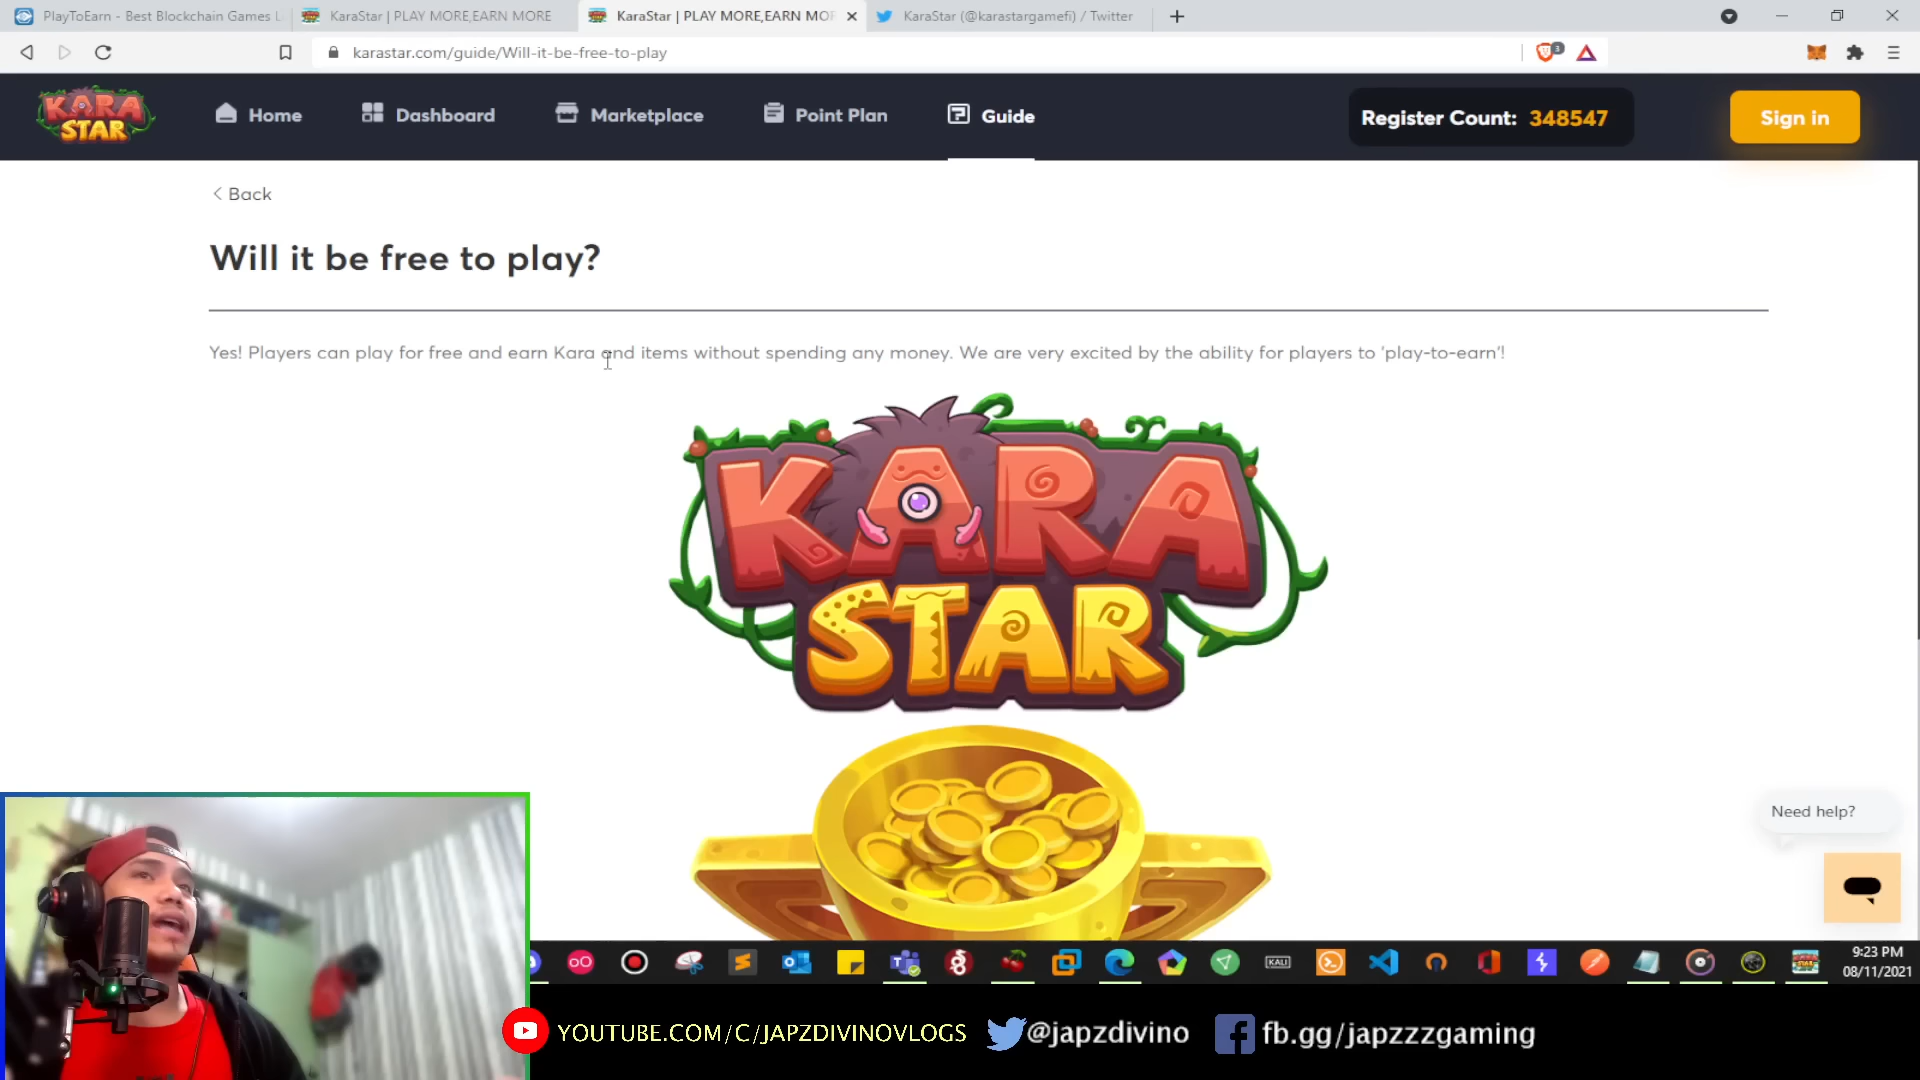 PlayToEarn - Best Blockchain Games L
KaraStar | PLAY MORE,EARN MORE
KaraStar | PLAY MORE,EARN MOR
KaraStar (@karastargamefi) / Twitter
karastar.com/guide/Will-it-be-free-to-play
3
KARA
STAR
Home
Dashboard
Marketplace
Point Plan
Guide
Register Count: 348547
Sign in
Back
Will it be free to play?
Yes! Players can play for free and earn Kara and items without spending any money. We are very excited by the ability for players to 'play-to-earn'!
KARA
STAR
Need help?
KALI
9:23 PM
08/11/2021
YOUTUBE.COM/C/JAPZDIVINOVLOGS
@japzdivino
fb.gg/japzzzgaming